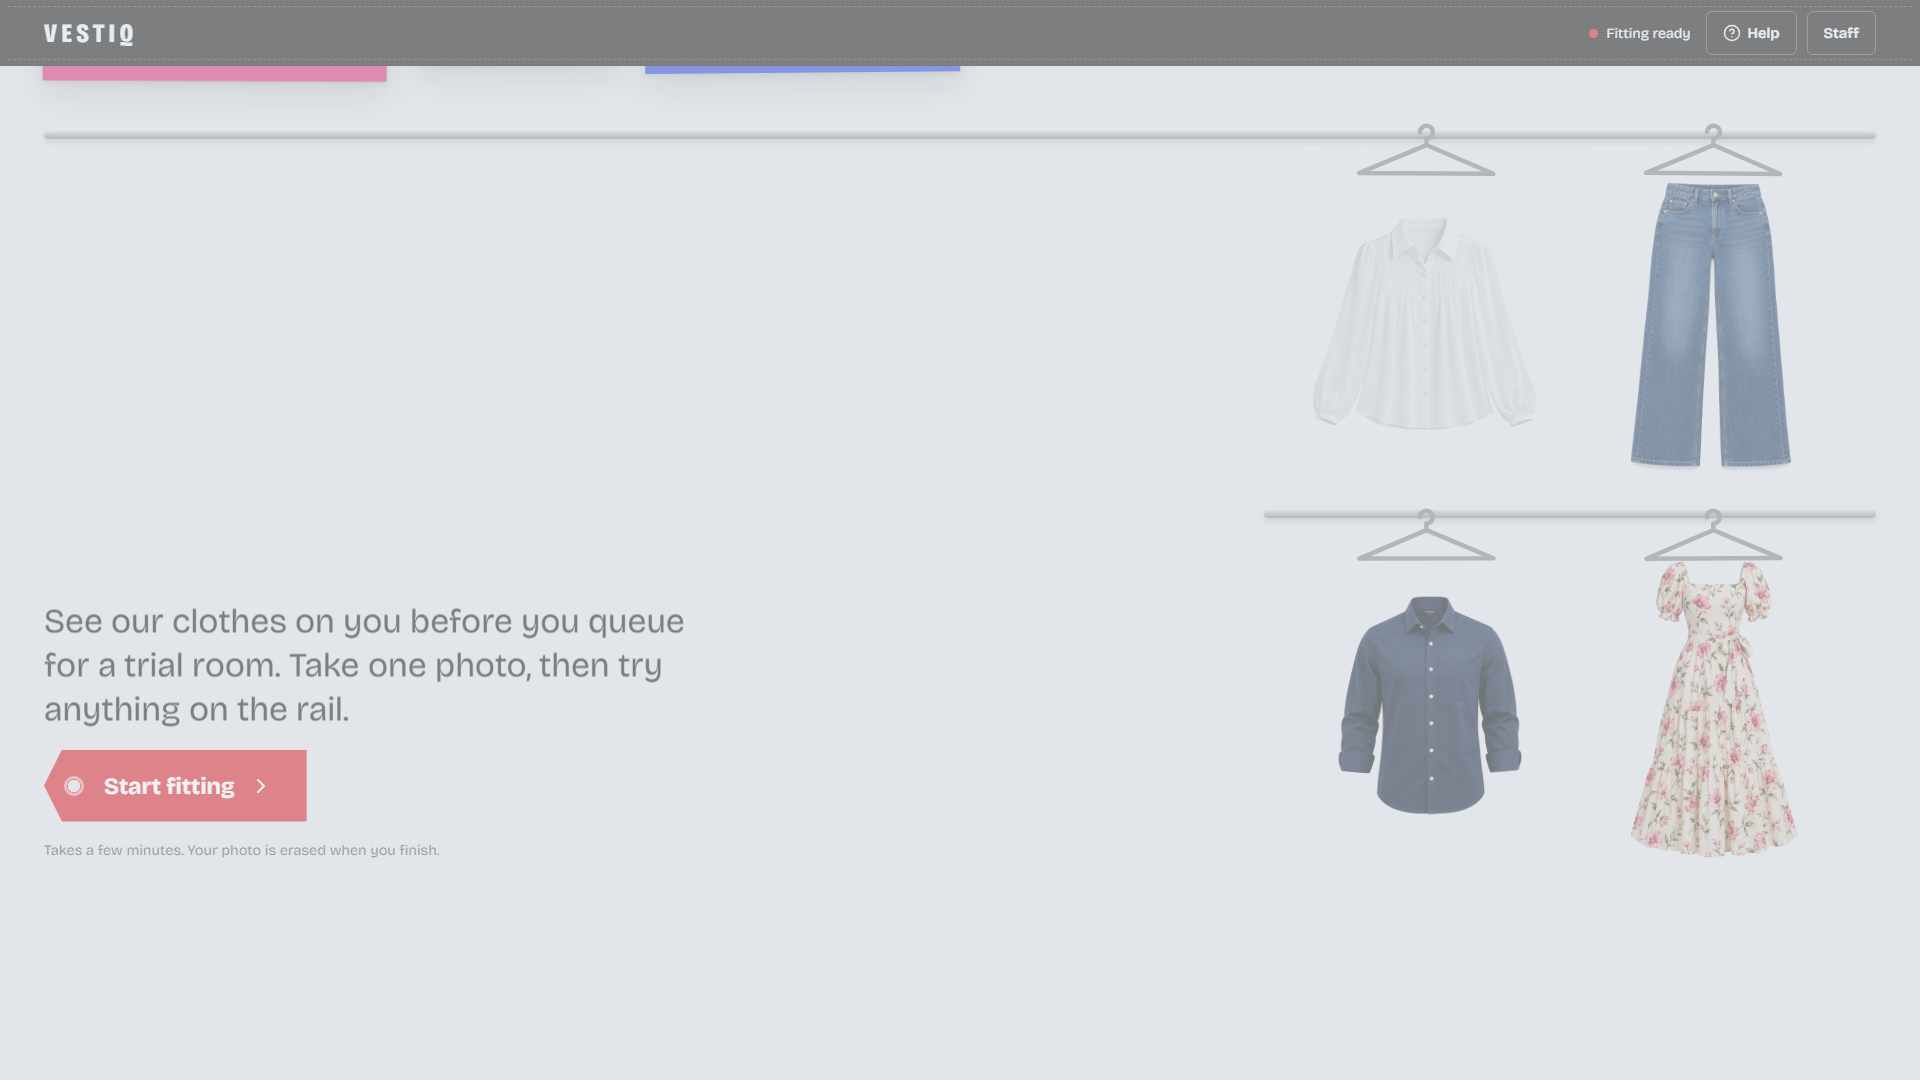 VESTIQ
Fitting ready
Help
Staff
See our clothes on you before you queue
for a trial room. Take one photo, then try
anything on the rail.
Start fitting
Takes a few minutes. Your photo is erased when you finish.